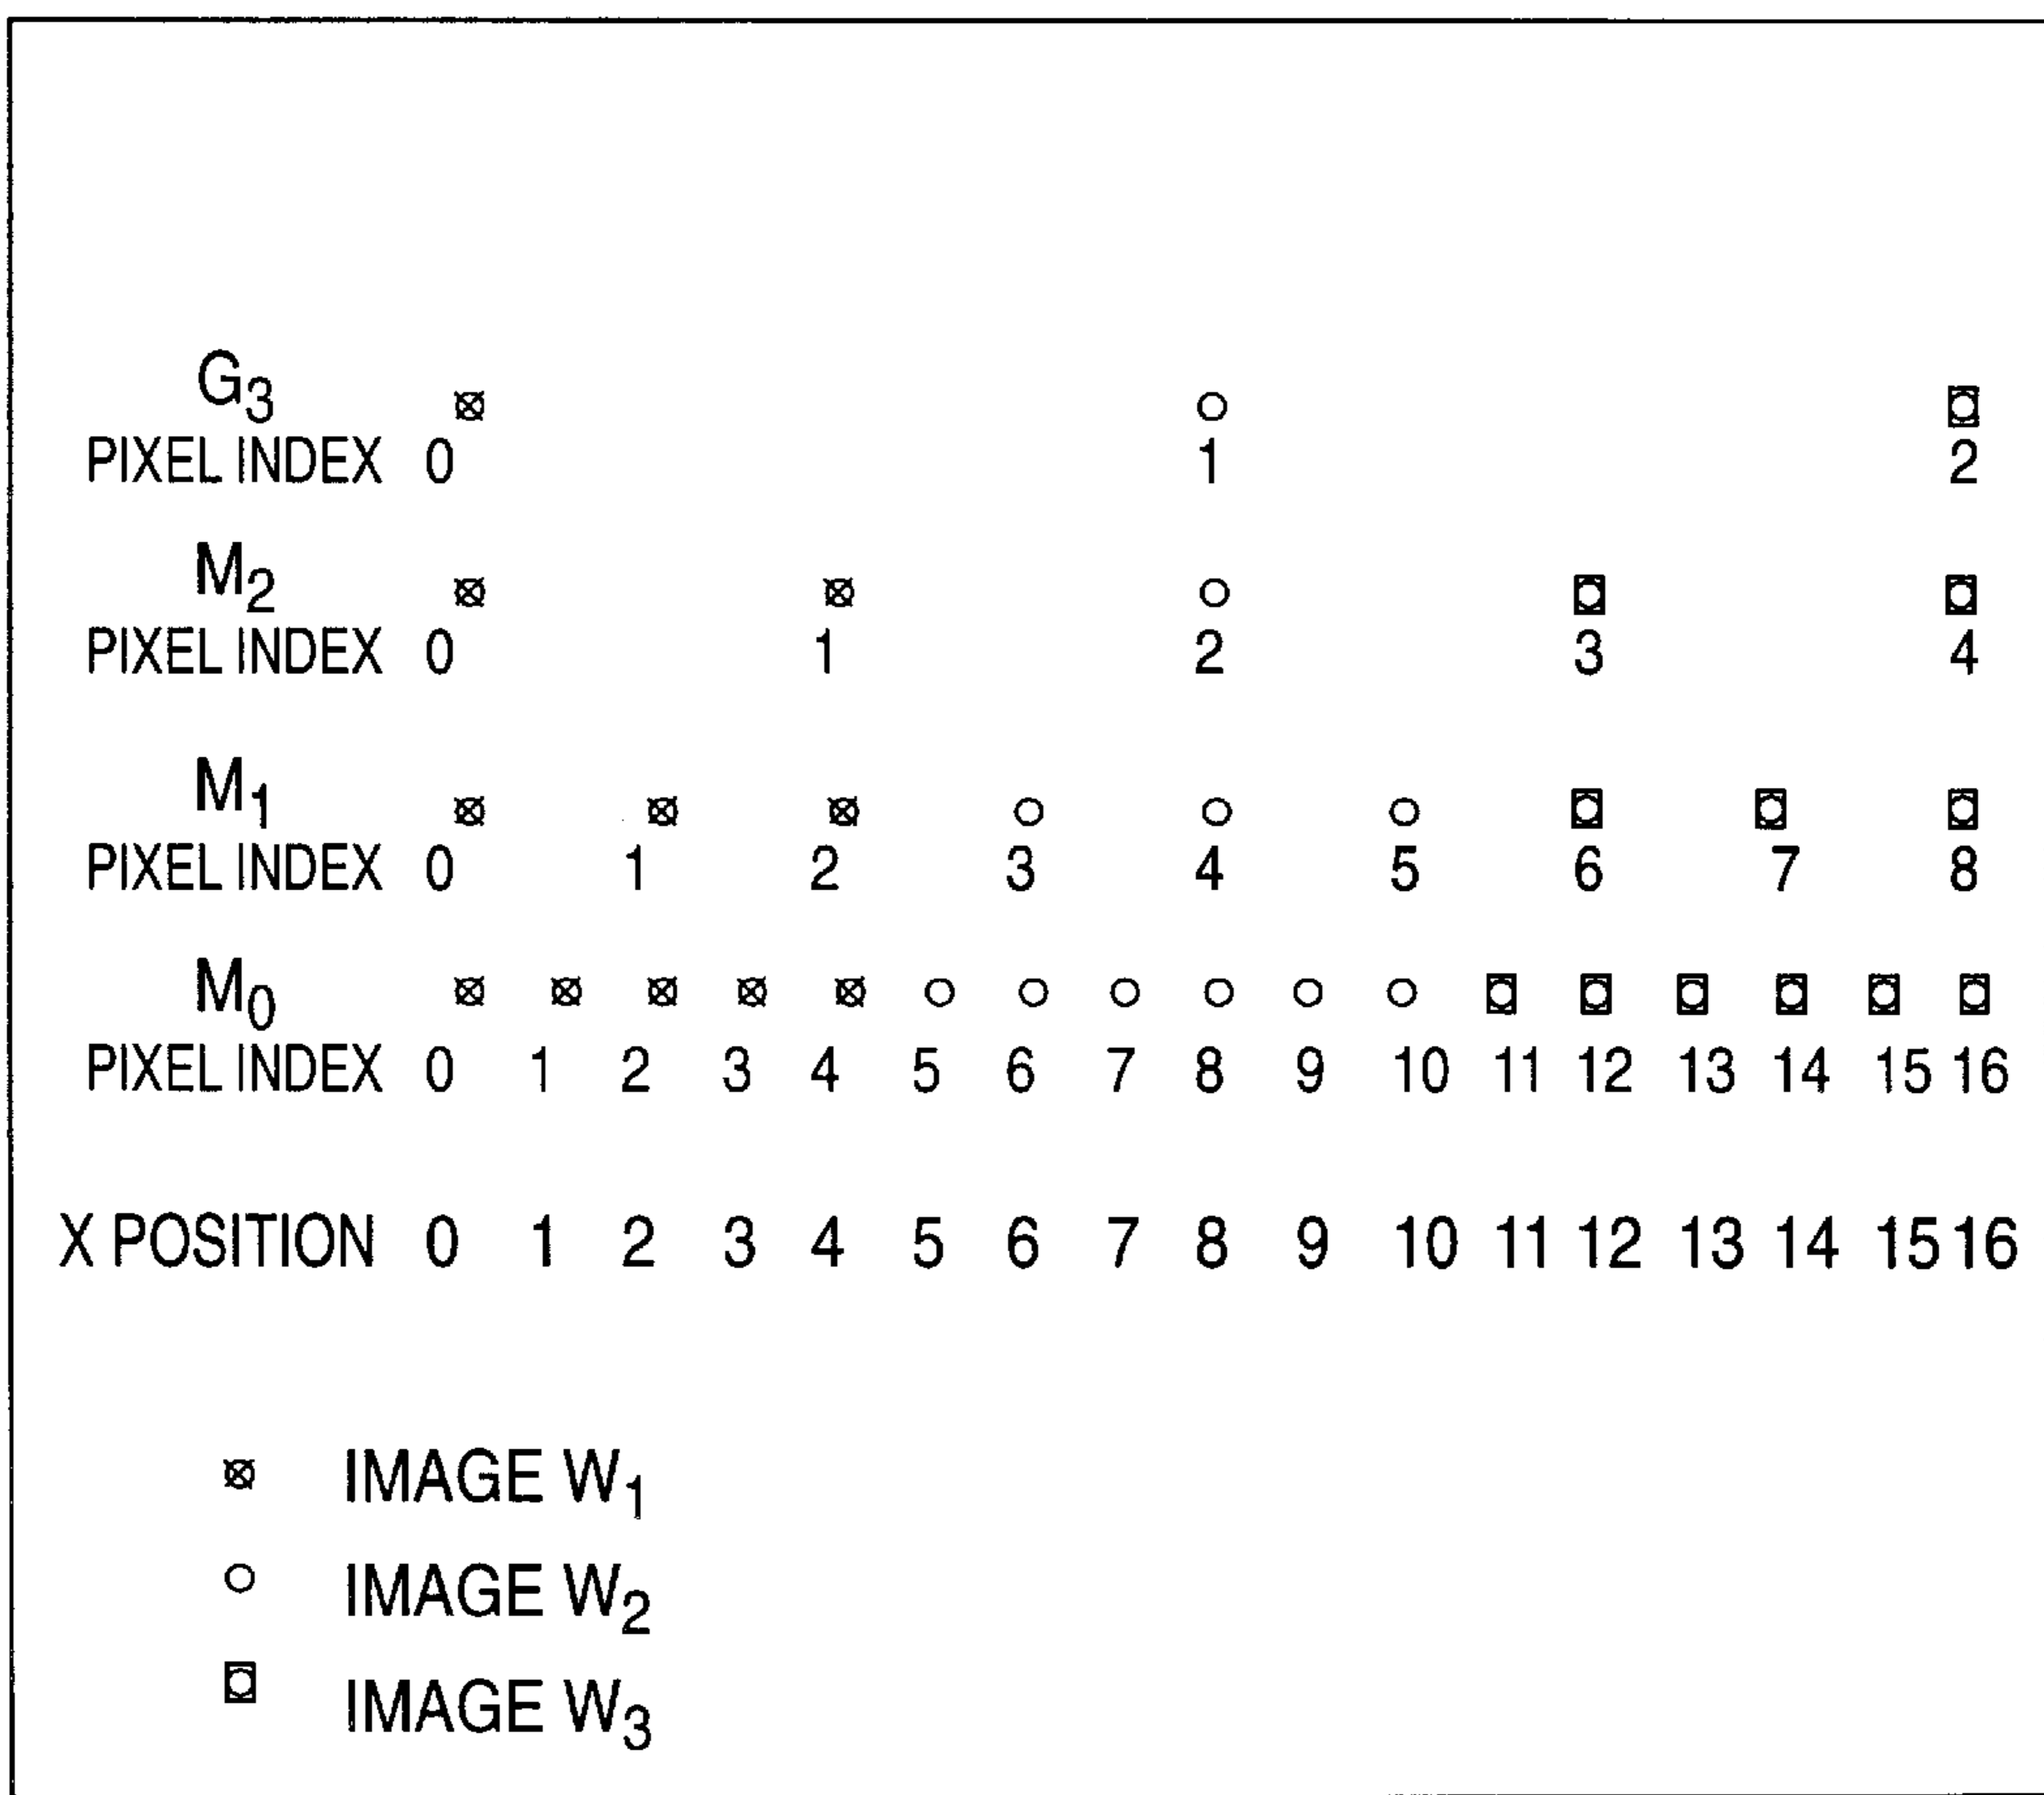 G3
PIXEL INDEX 0 1 2
M2
PIXEL INDEX 0 1 2 3 4
M1
PIXEL INDEX 0 1 2 3 4 5 6 7 8
M0
PIXEL INDEX 0 1 2 3 4 5 6 7 8 9 10 11 12 13 14 15 16
X POSITION 0 1 2 3 4 5 6 7 8 9 10 11 12 13 14 15 16
IMAGE W1
IMAGE W2
IMAGE W3